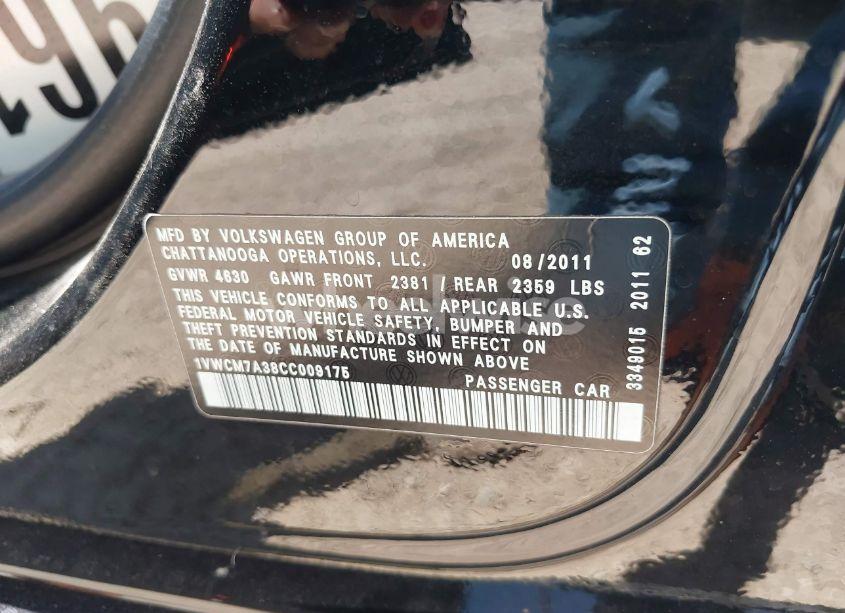 MFD BY VOLKSWAGEN GROUP OF AMERICA
CHATTANOOGA OPERATIONS, LLC. 08/2011
GVWR 4630 GAWR FRONT 2381 / REAR 2359 LBS
THIS VEHICLE CONFORMS TO ALL APPLICABLE U.S.
FEDERAL MOTOR VEHICLE SAFETY, BUMPER AND
THEFT PREVENTION STANDARDS IN EFFECT ON
THE DATE OF MANUFACTURE SHOWN ABOVE
1VWCM7A38CC009175 PASSENGER CAR
3349015 2011 62